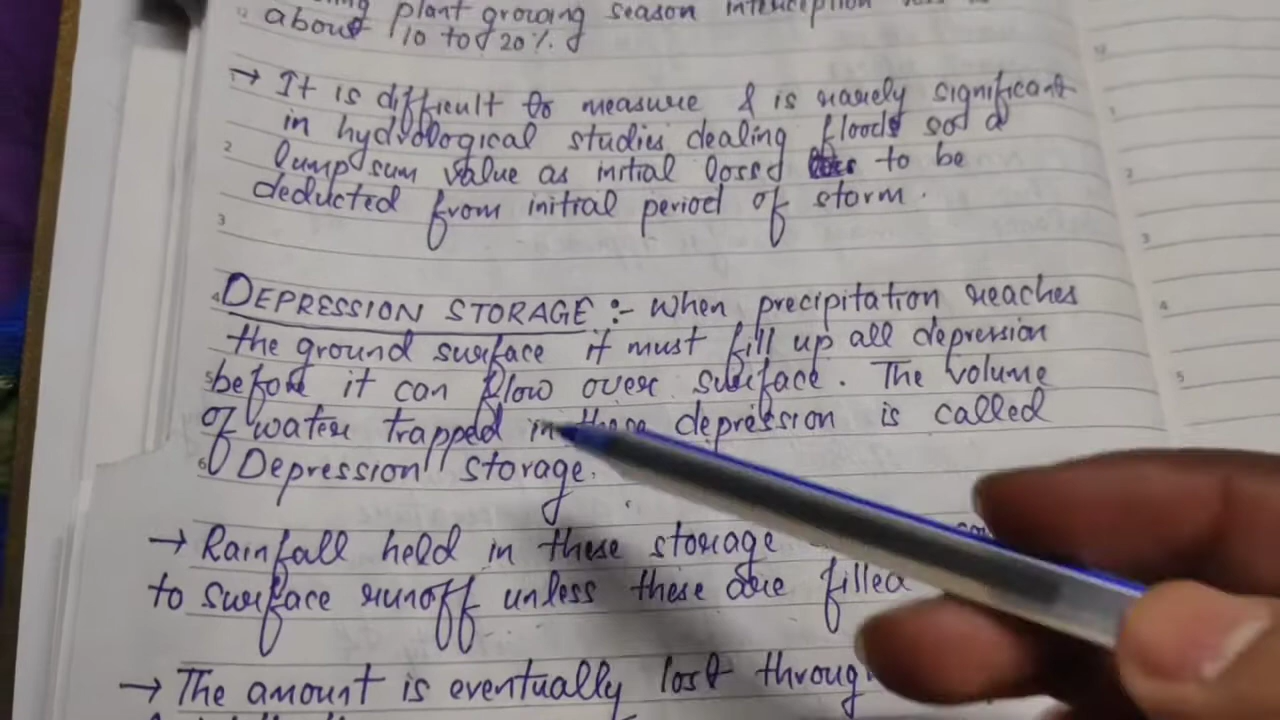 plant growing season interception
about 10 to 20%.
→ It is difficult to measure & is rarely significant
in hydrological studies dealing floods so a
lump sum value as initial losse to be
deducted from initial period of storm.
DEPRESSION STORAGE :- When precipitation reaches
the ground surface it must fill up all depression
before it can flow over surface. The volume
of water trapped in these depression is called
Depression storage.
→ Rainfall held in these storage
to surface runoff unless these are filled
→ The amount is eventually lost throug